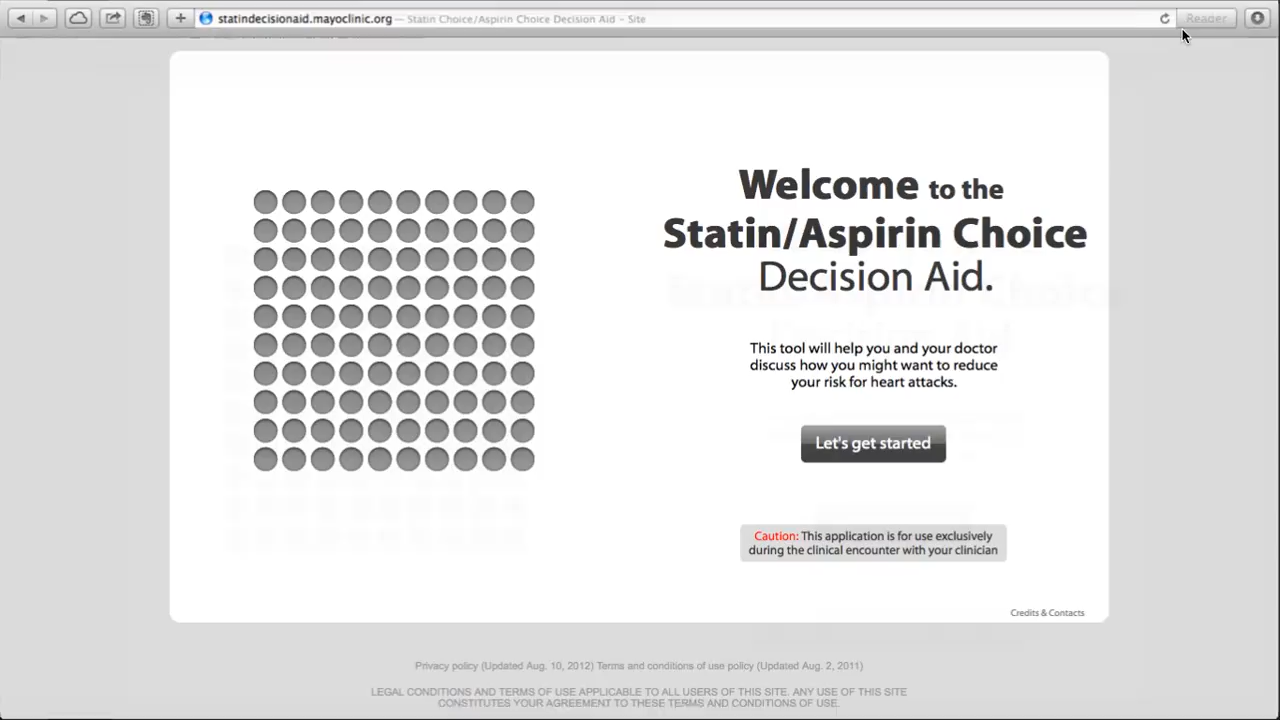 statindecisionaid.mayoclinic.org — Statin Choice/Aspirin Choice Decision Aid – Site
Reader
Welcome to the
Statin/Aspirin Choice
Decision Aid.
This tool will help you and your doctor
discuss how you might want to reduce
your risk for heart attacks.
Let's get started
Caution: This application is for use exclusively
during the clinical encounter with your clinician
Credits & Contacts
Privacy policy (Updated Aug. 10, 2012) Terms and conditions of use policy (Updated Aug. 2, 2011)
LEGAL CONDITIONS AND TERMS OF USE APPLICABLE TO ALL USERS OF THIS SITE. ANY USE OF THIS SITE
CONSTITUTES YOUR AGREEMENT TO THESE TERMS AND CONDITIONS OF USE.